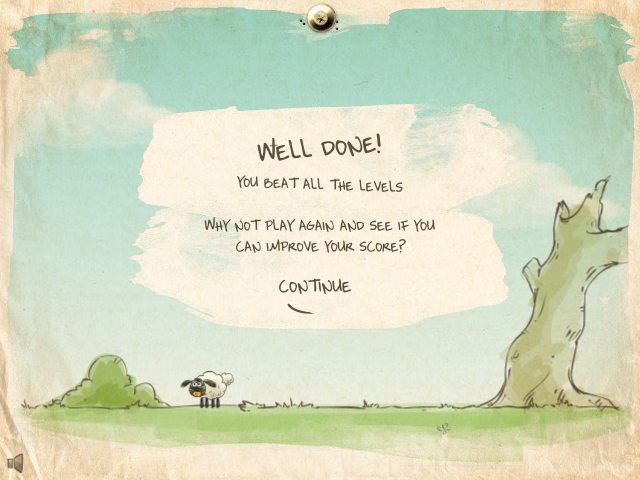 WELL DONE!
YOU BEAT ALL THE LEVELS
WHY NOT PLAY AGAIN AND SEE IF YOU
CAN IMPROVE YOUR SCORE?
CONTINUE